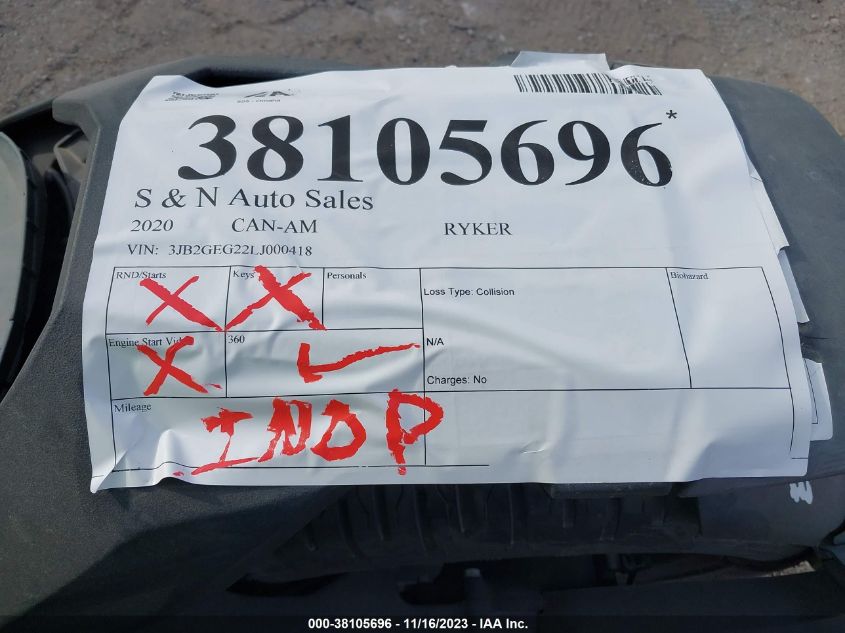 38105696*
S & N Auto Sales
2020 CAN-AM RYKER
VIN: 3JB2GEG22LJ000418
RND/Starts Keys Personals Biohazard
X X
Loss Type: Collision
Engine Start Vid 360 N/A
X ✓
Charges: No
Mileage
INOP
000-38105696 - 11/16/2023 - IAA Inc.